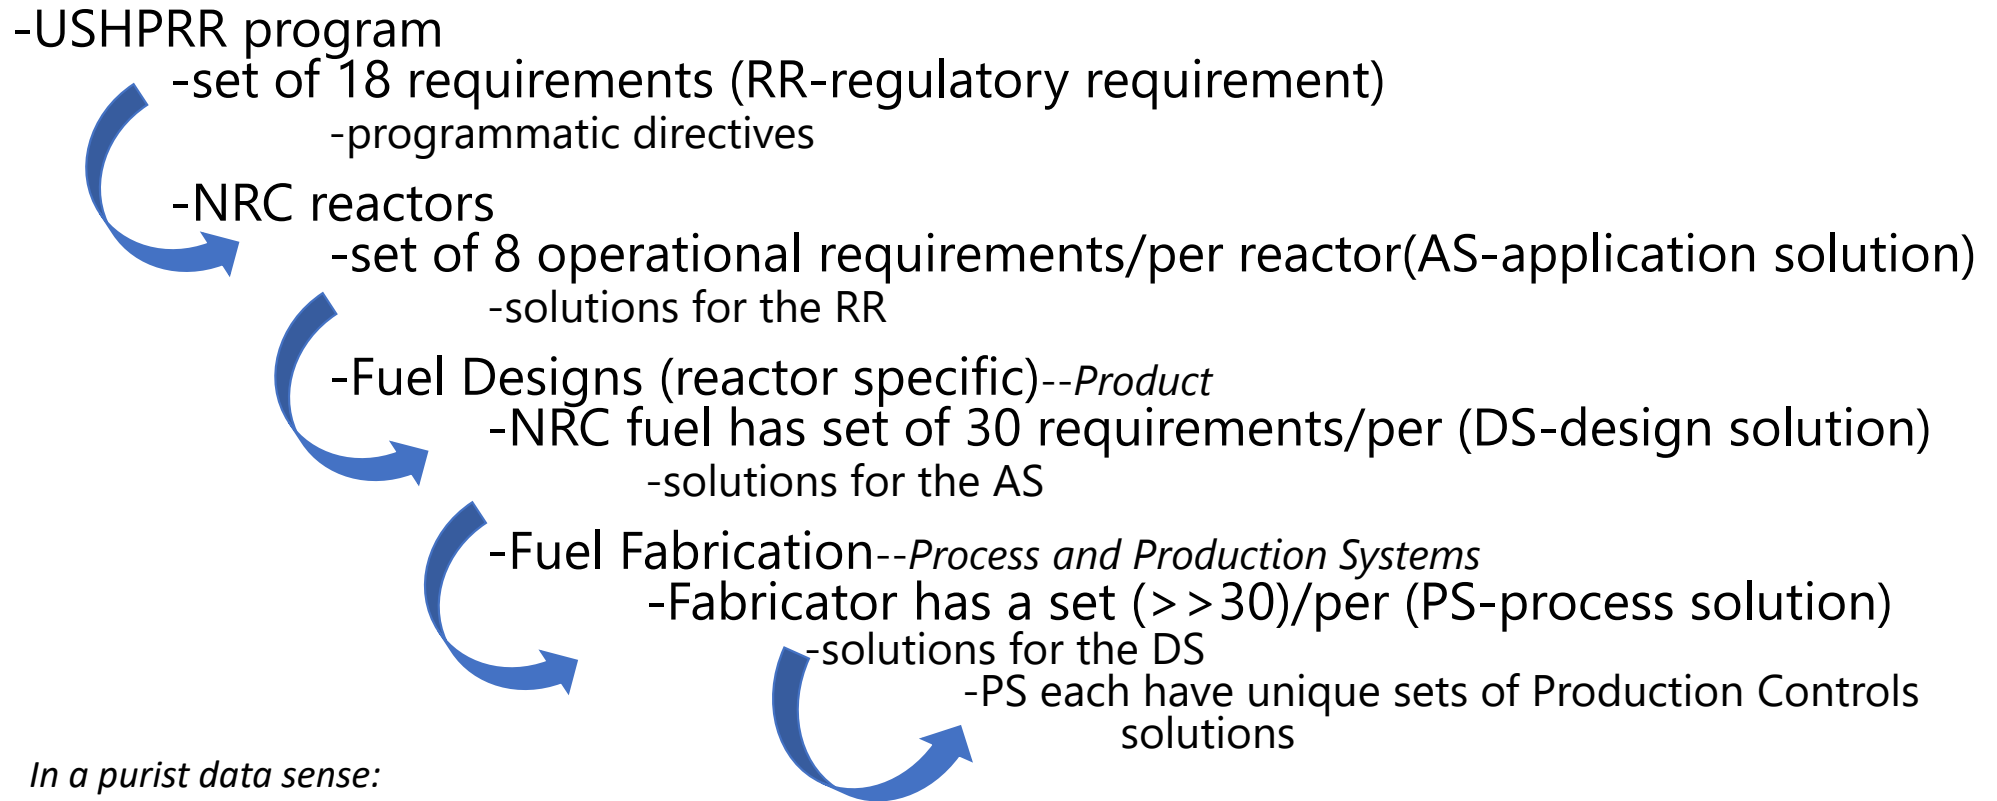 -USHPRR program
-set of 18 requirements (RR-regulatory requirement)
-programmatic directives
-NRC reactors
-set of 8 operational requirements/per reactor(AS-application solution)
-solutions for the RR
-Fuel Designs (reactor specific)--Product
-NRC fuel has set of 30 requirements/per (DS-design solution)
-solutions for the AS
-Fuel Fabrication--Process and Production Systems
-Fabricator has a set (>>30)/per (PS-process solution)
-solutions for the DS
-PS each have unique sets of Production Controls
solutions
In a purist data sense: